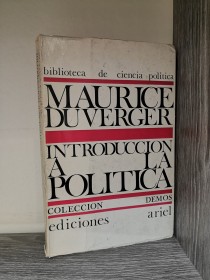 biblioteca de ciencia política
MAURICE
DUVERGER
INTRODUCCION
A LA
POLITICA
COLECCION DEMOS
ediciones ariel